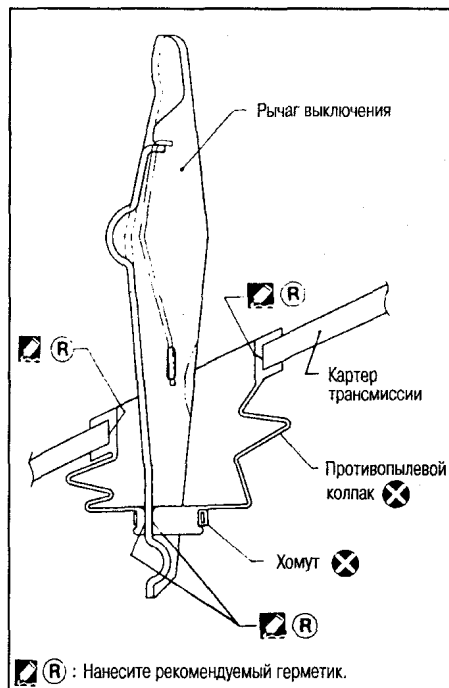 Рычаг выключения
R
R
Картер
трансмиссии
Противопылевой
колпак
Хомут
R
R : Нанесите рекомендуемый герметик.